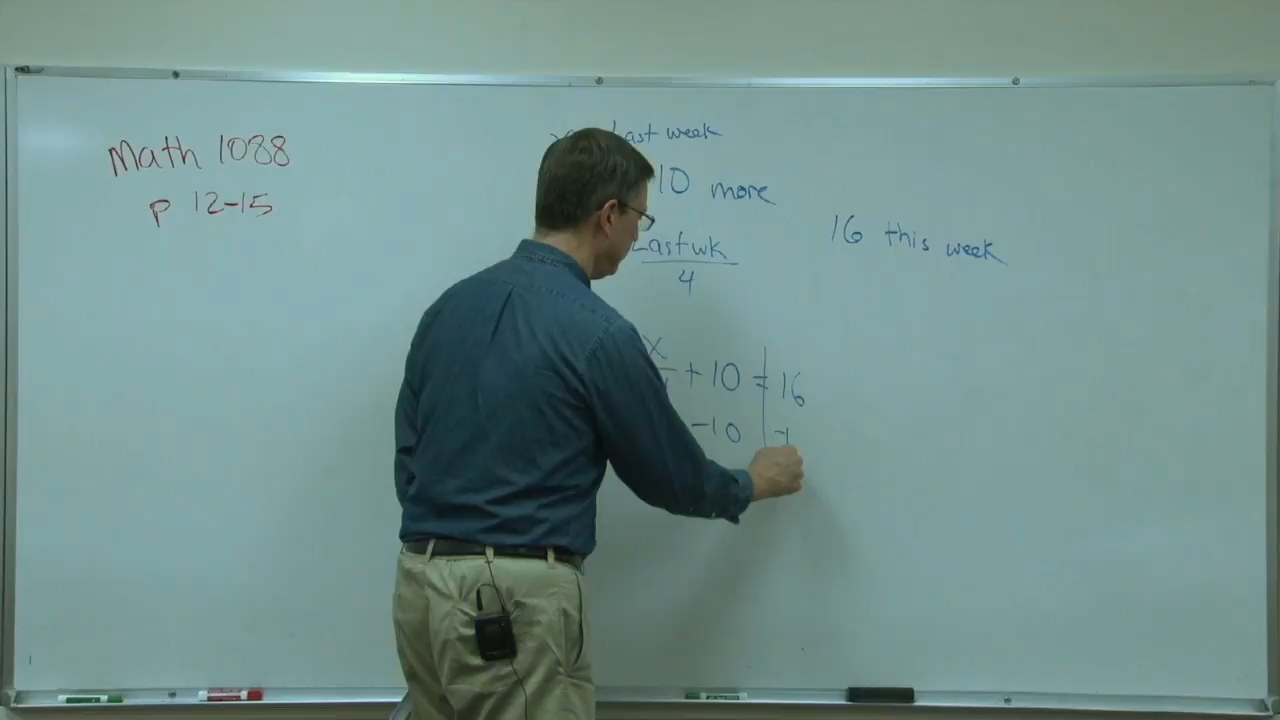 Math 1088
p 12-15
Last week
10 more
16 this week
Last wk
4
x
+ 10 = 16
-10